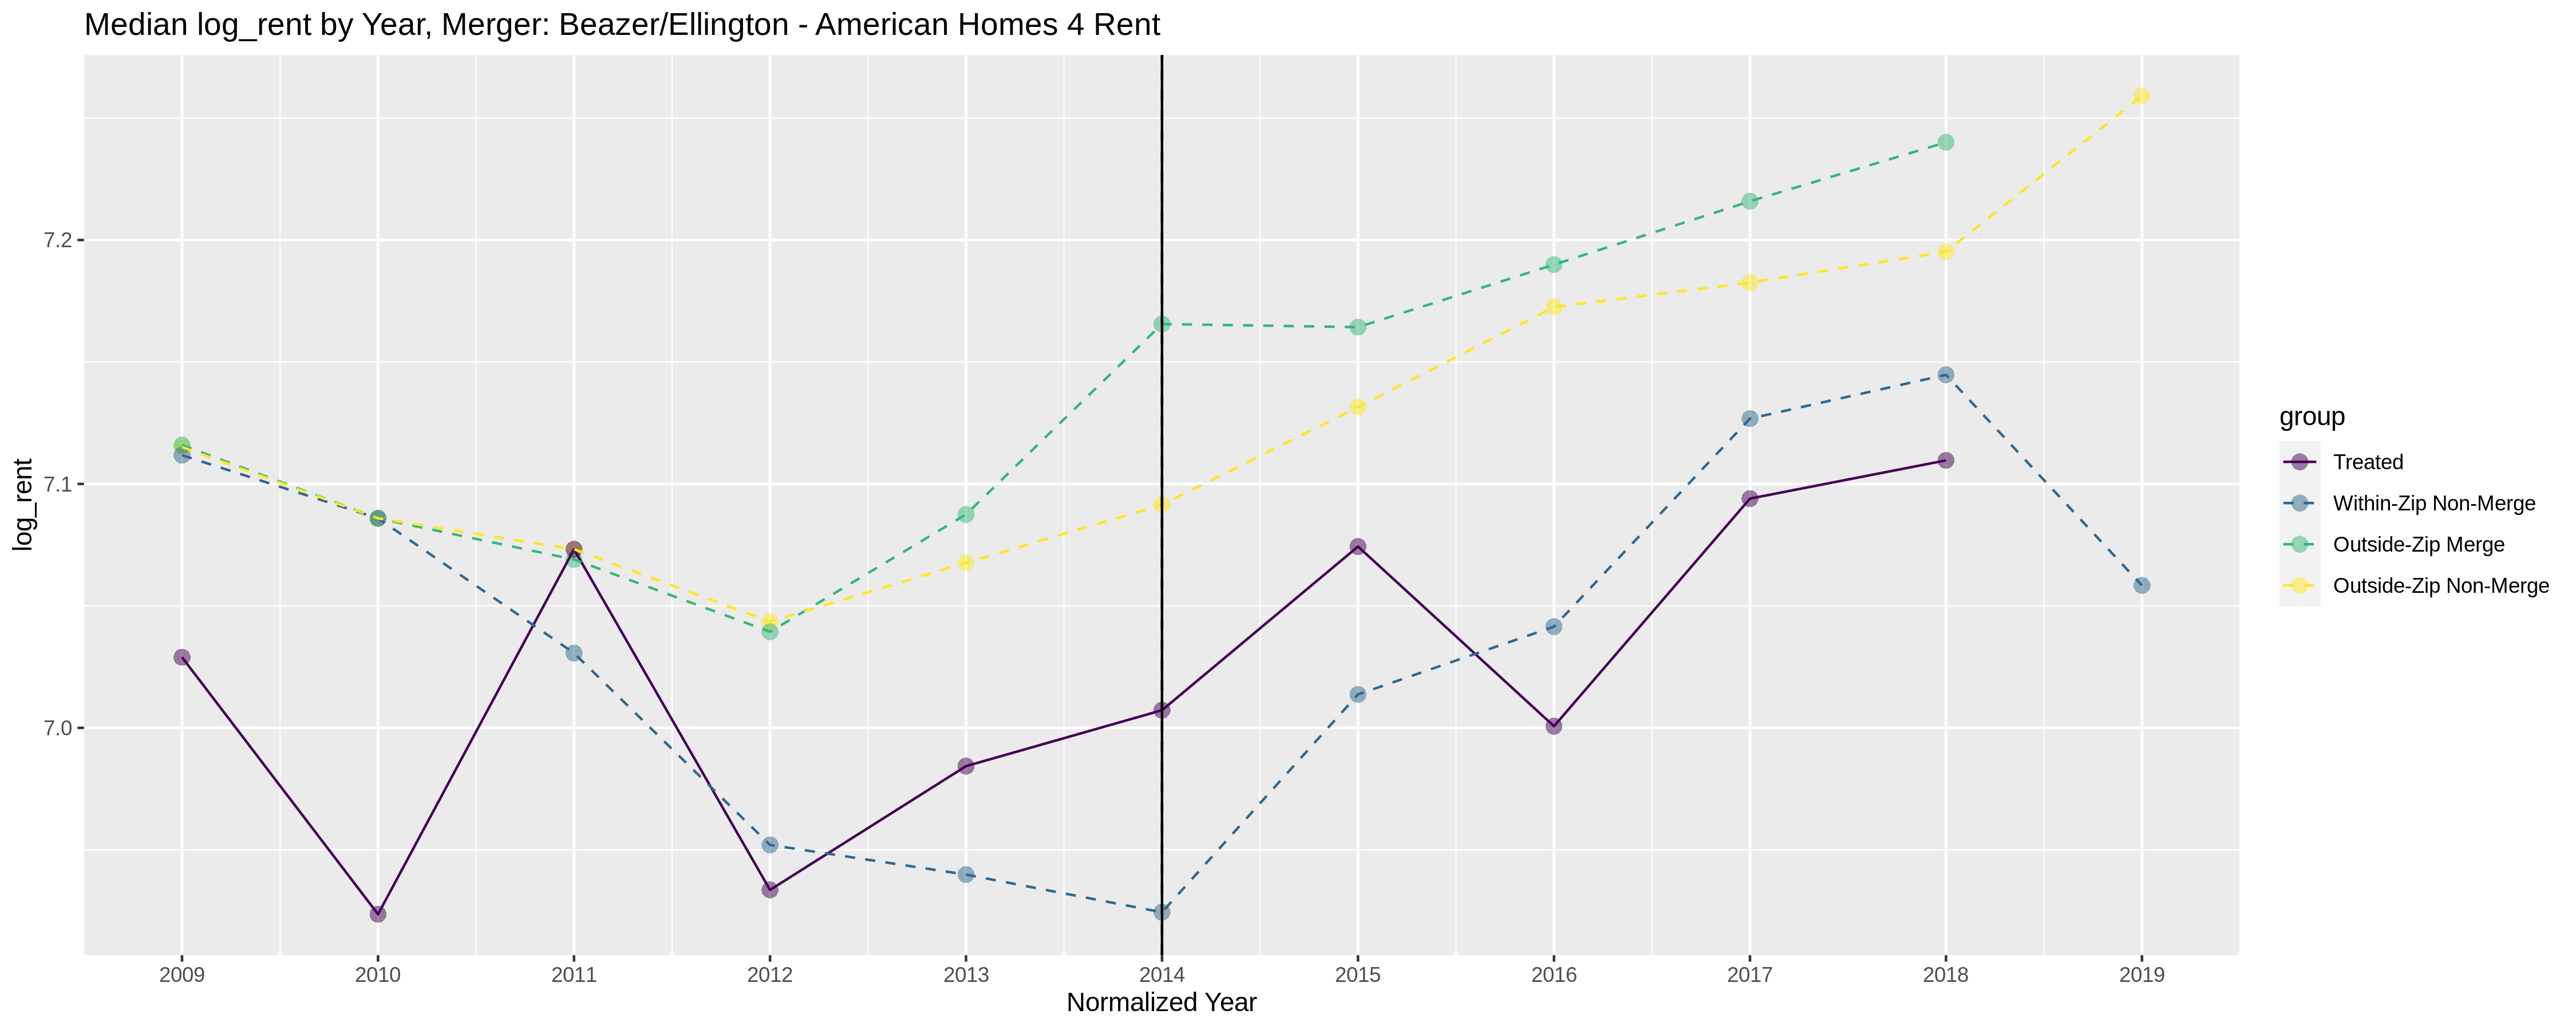 Median log_rent by Year, Merger: Beazer/Ellington - American Homes 4 Rent
log_rent
7.2
7.1
7.0
2009 2010 2011 2012 2013 2014 2015 2016 2017 2018 2019
Normalized Year
group
Treated
Within-Zip Non-Merge
Outside-Zip Merge
Outside-Zip Non-Merge